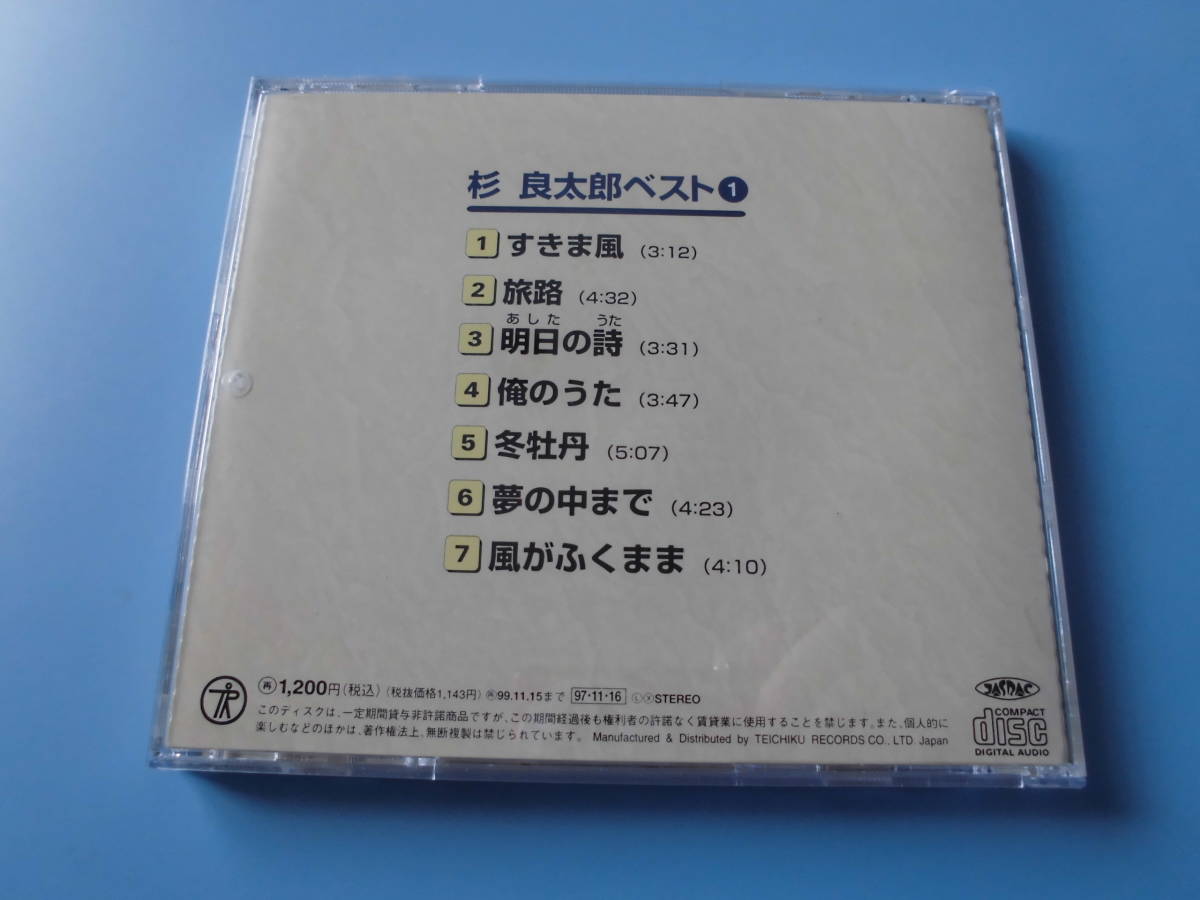 杉 良太郎ベスト❶
1 すきま風 (3:12)
2 旅路 (4:32)
あした うた
3 明日の詩 (3:31)
4 俺のうた (3:47)
5 冬牡丹 (5:07)
6 夢の中まで (4:23)
7 風がふくまま (4:10)
㊢1,200円(税込) (税抜価格1,143円) 99.11.15まで 97・11・16 ⓁⓍSTEREO
このディスクは、一定期間貸与非許諾商品ですが、この期間経過後も権利者の許諾なく賃貸業に使用することを禁じます。また、個人的に
楽しむなどのほかは、著作権法上、無断複製は禁じられています。 Manufactured & Distributed by TEICHIKU RECORDS CO., LTD Japan
JASRAC
COMPACT
disc
DIGITAL AUDIO